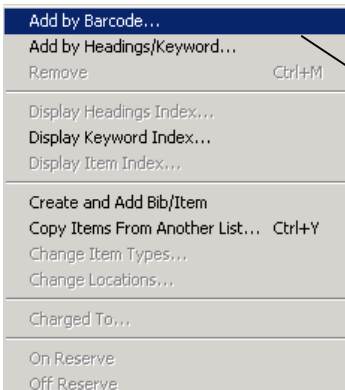 Add by Barcode...
Add by Headings/Keyword...
Remove Ctrl+M
Display Headings Index...
Display Keyword Index...
Display Item Index...
Create and Add Bib/Item
Copy Items From Another List... Ctrl+Y
Change Item Types...
Change Locations...
Charged To...
On Reserve
Off Reserve